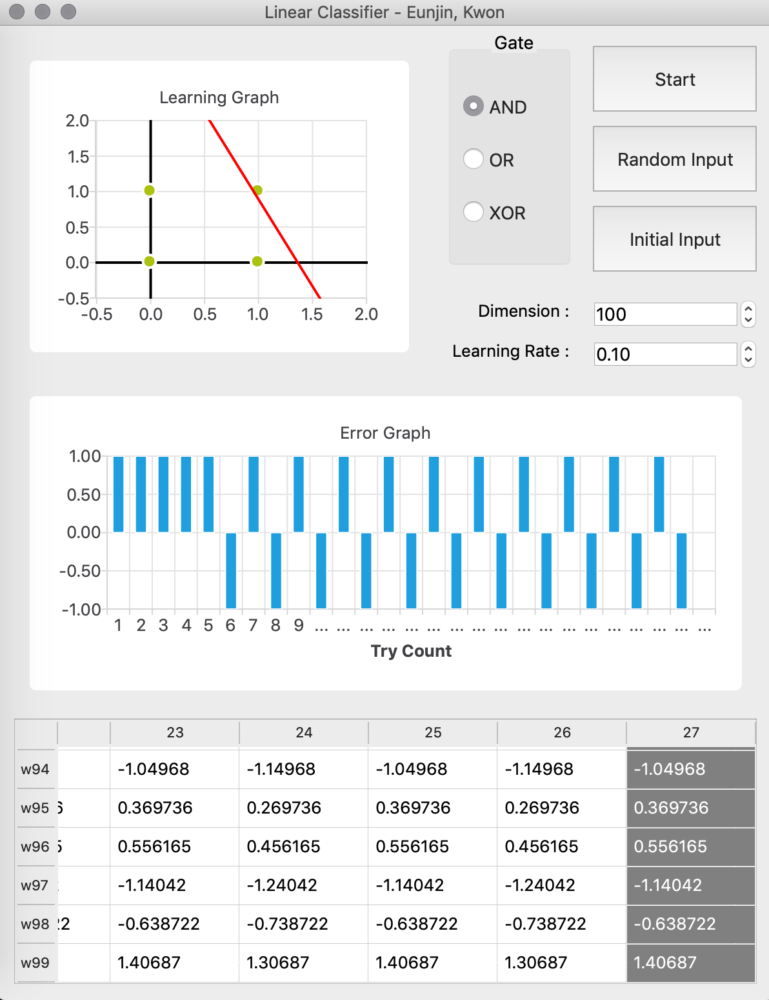 Linear Classifier - Eunjin, Kwon
Learning Graph
2.0
1.5
1.0
0.5
0.0
-0.5
-0.5 0.0 0.5 1.0 1.5 2.0
Gate
AND
OR
XOR
Start
Random Input
Initial Input
Dimension : 100
Learning Rate : 0.10
Error Graph
1.00
0.50
0.00
-0.50
-1.00
1 2 3 4 5 6 7 8 9 ... ... ... ... ... ... ... ... ... ... ... ... ... ... ... ... ... ...
Try Count
23 24 25 26 27
w94 -1.04968 -1.14968 -1.04968 -1.14968 -1.04968
w95 0.369736 0.269736 0.369736 0.269736 0.369736
w96 0.556165 0.456165 0.556165 0.456165 0.556165
w97 -1.14042 -1.24042 -1.14042 -1.24042 -1.14042
w98 -0.638722 -0.738722 -0.638722 -0.738722 -0.638722
w99 1.40687 1.30687 1.40687 1.30687 1.40687